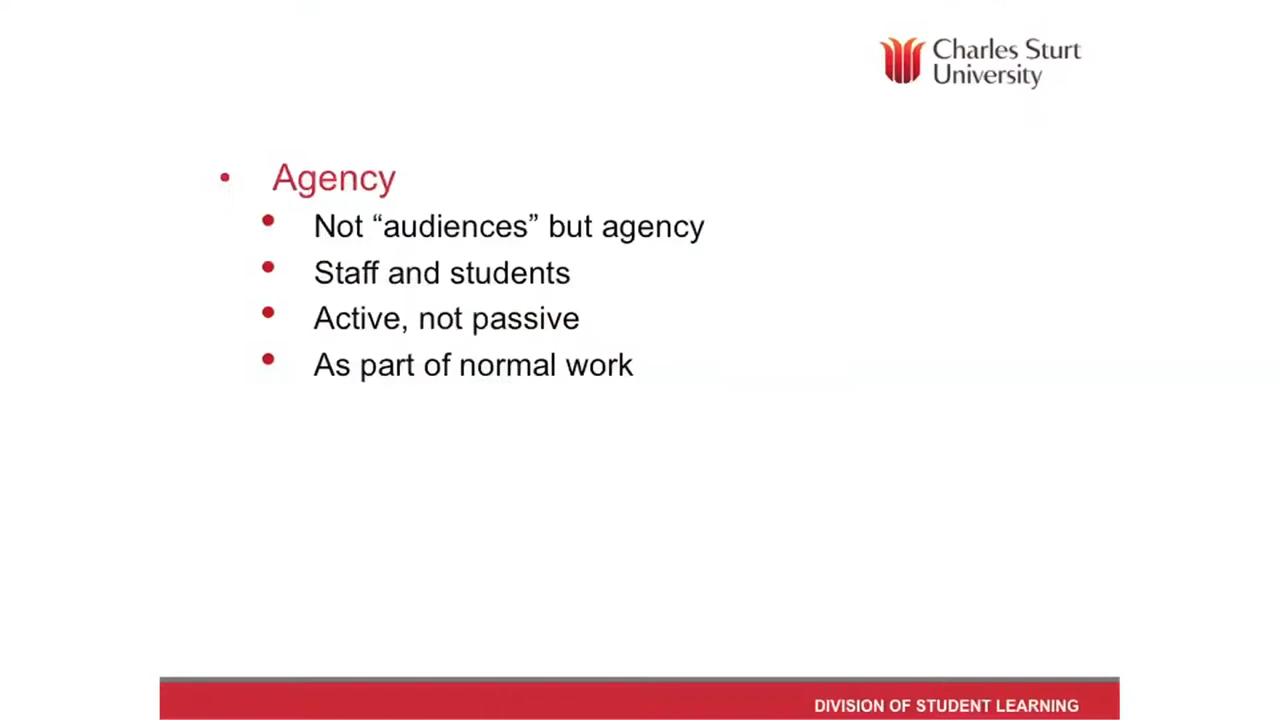 Charles Sturt
University
• Agency
• Not “audiences” but agency
• Staff and students
• Active, not passive
• As part of normal work
DIVISION OF STUDENT LEARNING